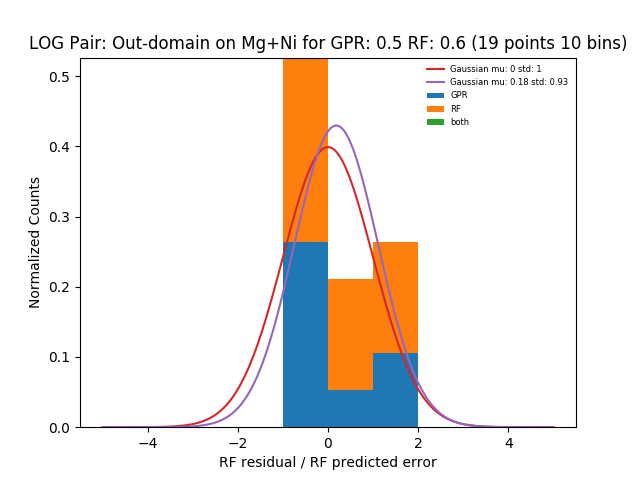 LOG Pair: Out-domain on Mg+Ni for GPR: 0.5 RF: 0.6 (19 points 10 bins)
Gaussian mu: 0 std: 1
Gaussian mu: 0.18 std: 0.93
GPR
RF
both
Normalized Counts
0.5
0.4
0.3
0.2
0.1
0.0
−4 −2 0 2 4
RF residual / RF predicted error